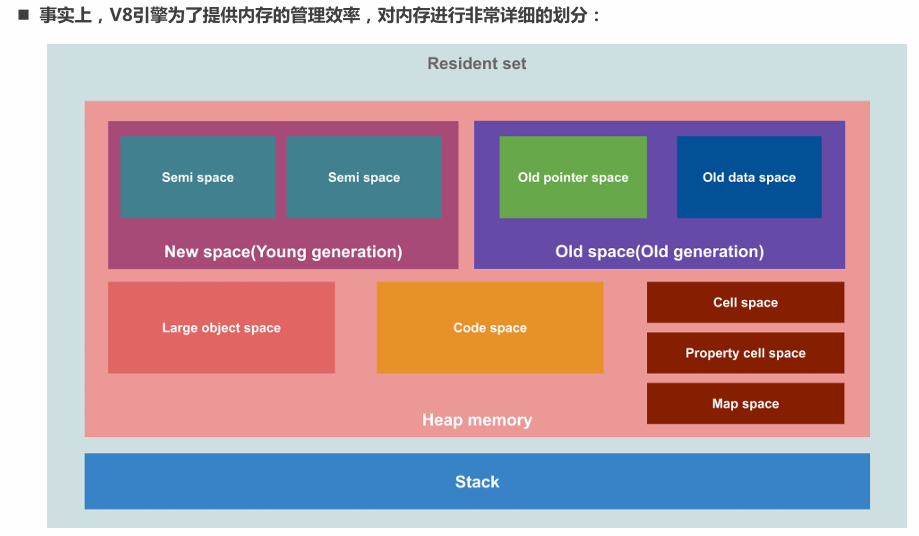 ■ 事实上，V8引擎为了提供内存的管理效率，对内存进行非常详细的划分：
Resident set
Semi space
Semi space
Old pointer space
Old data space
New space(Young generation)
Old space(Old generation)
Large object space
Code space
Cell space
Property cell space
Map space
Heap memory
Stack